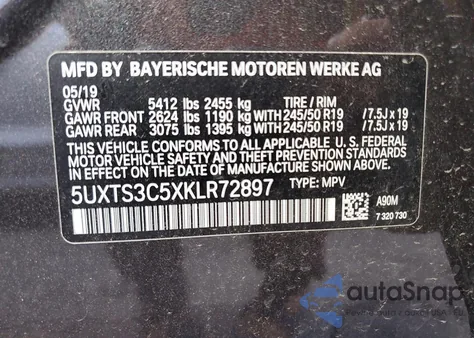 MFD BY BAYERISCHE MOTOREN WERKE AG
05/19
GVWR 5412 lbs 2455 kg TIRE / RIM
GAWR FRONT 2624 lbs 1190 kg WITH 245/50 R19 / 7.5J x 19
GAWR REAR 3075 lbs 1395 kg WITH 245/50 R19 / 7.5J x 19
THIS VEHICLE CONFORMS TO ALL APPLICABLE U.S. FEDERAL
MOTOR VEHICLE SAFETY, BUMPER, AND THEFT PREVENTION
STANDARDS IN EFFECT ON THE DATE OF MANUFACTURE SHOWN ABOVE.
5UXTS3C5XKLR72897 TYPE: MPV
A90M
7 320 730
autoSnap